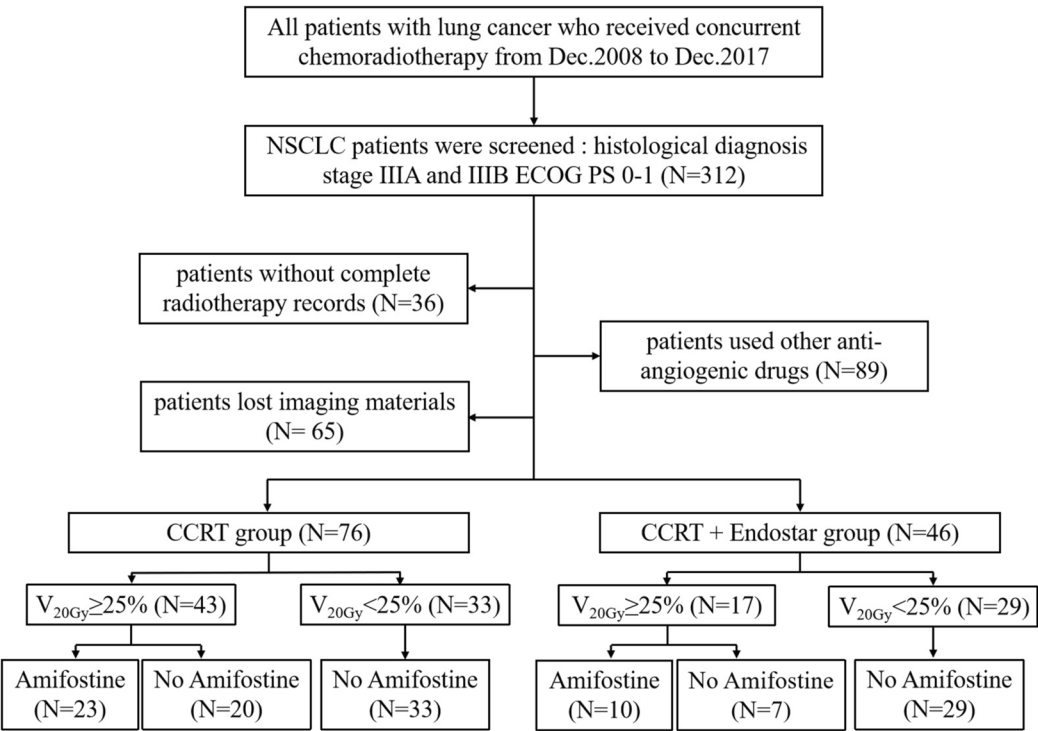 All patients with lung cancer who received concurrent
chemoradiotherapy from Dec.2008 to Dec.2017
NSCLC patients were screened : histological diagnosis
stage IIIA and IIIB ECOG PS 0-1 (N=312)
patients without complete
radiotherapy records (N=36)
patients used other anti-
angiogenic drugs (N=89)
patients lost imaging materials
(N= 65)
CCRT group (N=76)
CCRT + Endostar group (N=46)
V20Gy≥25% (N=43)
V20Gy<25% (N=33)
V20Gy≥25% (N=17)
V20Gy<25% (N=29)
Amifostine
(N=23)
No Amifostine
(N=20)
No Amifostine
(N=33)
Amifostine
(N=10)
No Amifostine
(N=7)
No Amifostine
(N=29)